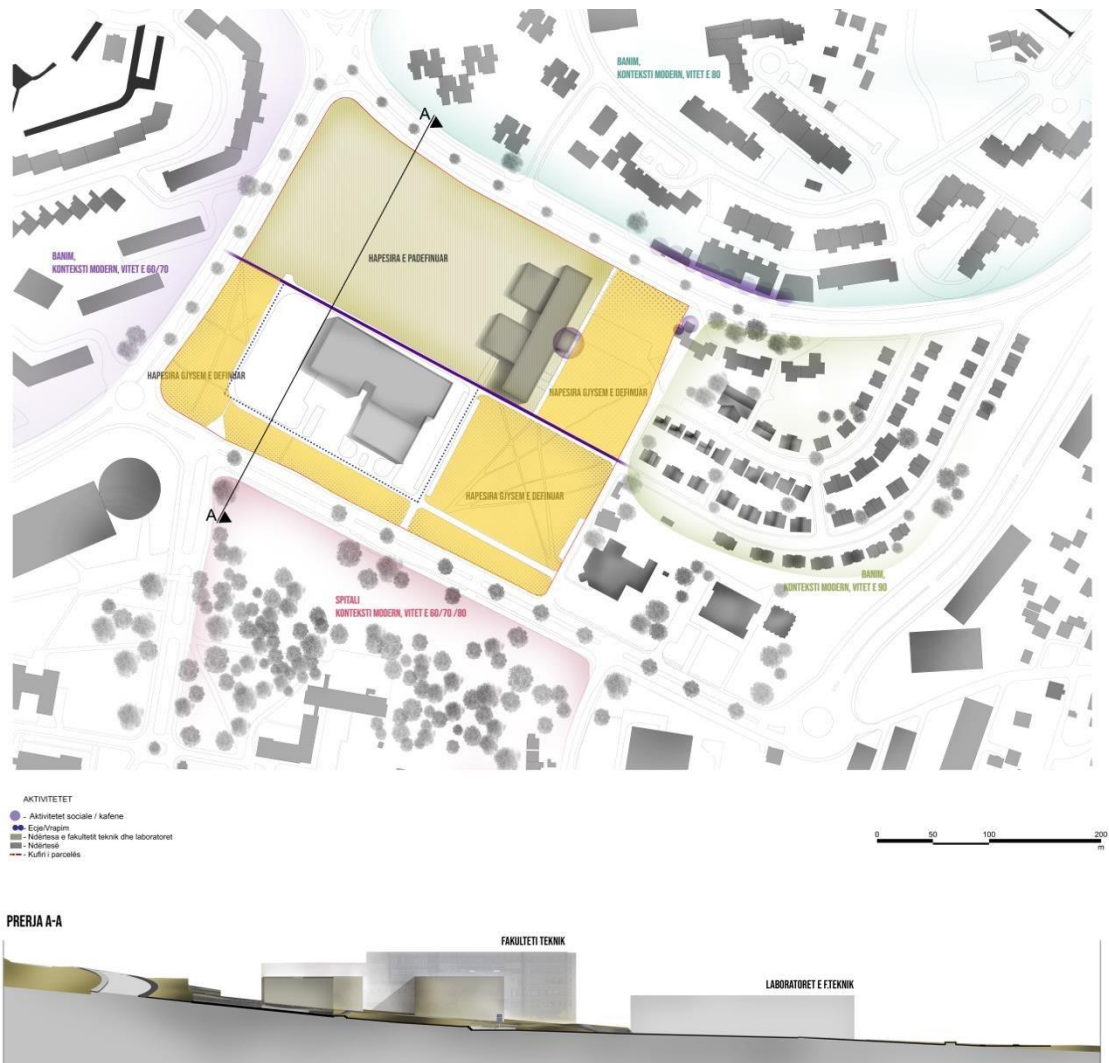 BANIM,
KONTEKSTI MODERN, VITET E 80
A
HAPESIRA E PADEFINUAR
BANIM,
KONTEKSTI MODERN, VITET E 60/70
HAPESIRA GJYSEM E DEFINUAR
HAPESIRA GJYSEM E DEFINUAR
HAPESIRA GJYSEM E DEFINUAR
A
BANIM,
KONTEKSTI MODERN, VITET E 90
SPITALI
KONTEKSTI MODERN, VITET E 60/70 /80
AKTIVITETET
- Aktivitetet sociale / kafene
- Ecje/Vrapim
- Ndërtesa e fakultetit teknik dhe laboratoret
- Ndërtesë
- Kufiri i parcelës
0 50 100 200
m
PRERJA A-A
FAKULTETI TEKNIK
LABORATORET E F.TEKNIK